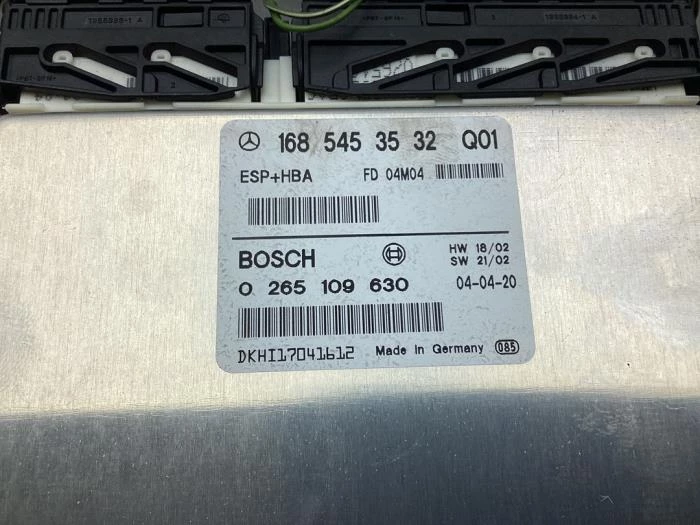 168 545 35 32 Q01
ESP+HBA FD 04M04
BOSCH HW 18/02
SW 21/02
0 265 109 630 04-04-20
DKHI17041612 Made in Germany 085